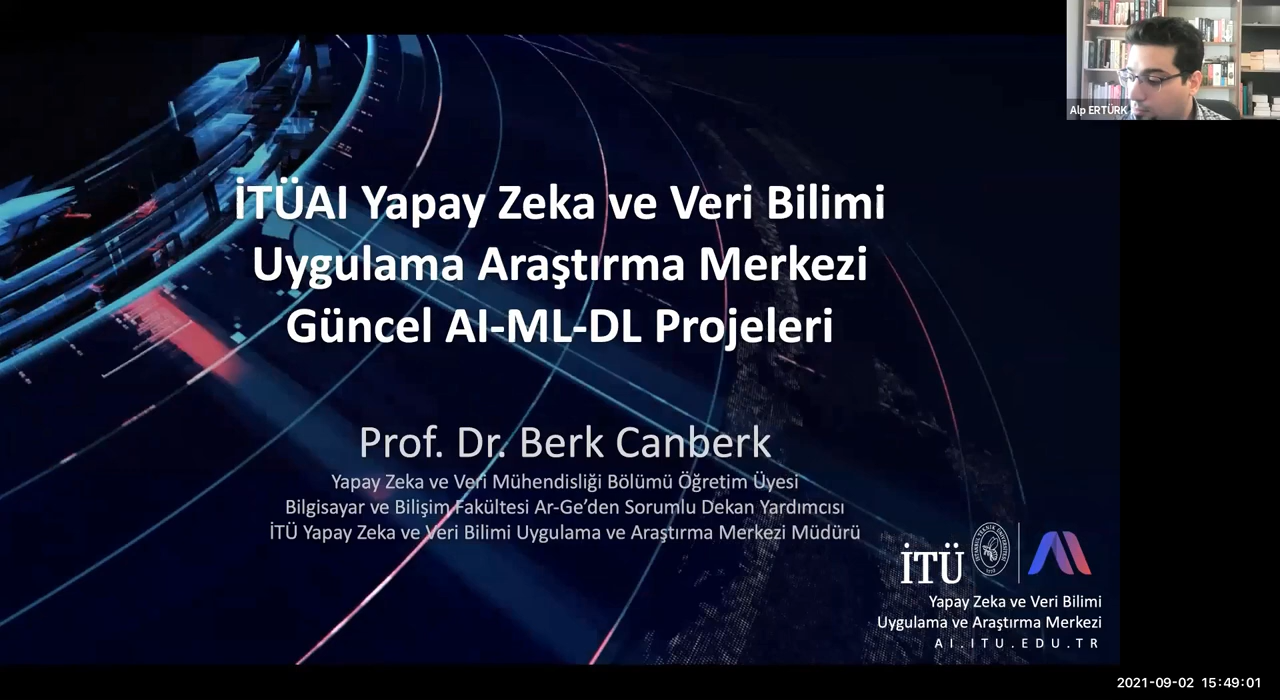 Alp ERTÜRK
İTÜAI Yapay Zeka ve Veri Bilimi
Uygulama Araştırma Merkezi
Güncel AI-ML-DL Projeleri
Prof. Dr. Berk Canberk
Yapay Zeka ve Veri Mühendisliği Bölümü Öğretim Üyesi
Bilgisayar ve Bilişim Fakültesi Ar-Ge’den Sorumlu Dekan Yardımcısı
İTÜ Yapay Zeka ve Veri Bilimi Uygulama ve Araştırma Merkezi Müdürü
İTÜ
Yapay Zeka ve Veri Bilimi
Uygulama ve Araştırma Merkezi
AI.ITU.EDU.TR
2021-09-02 15:49:01